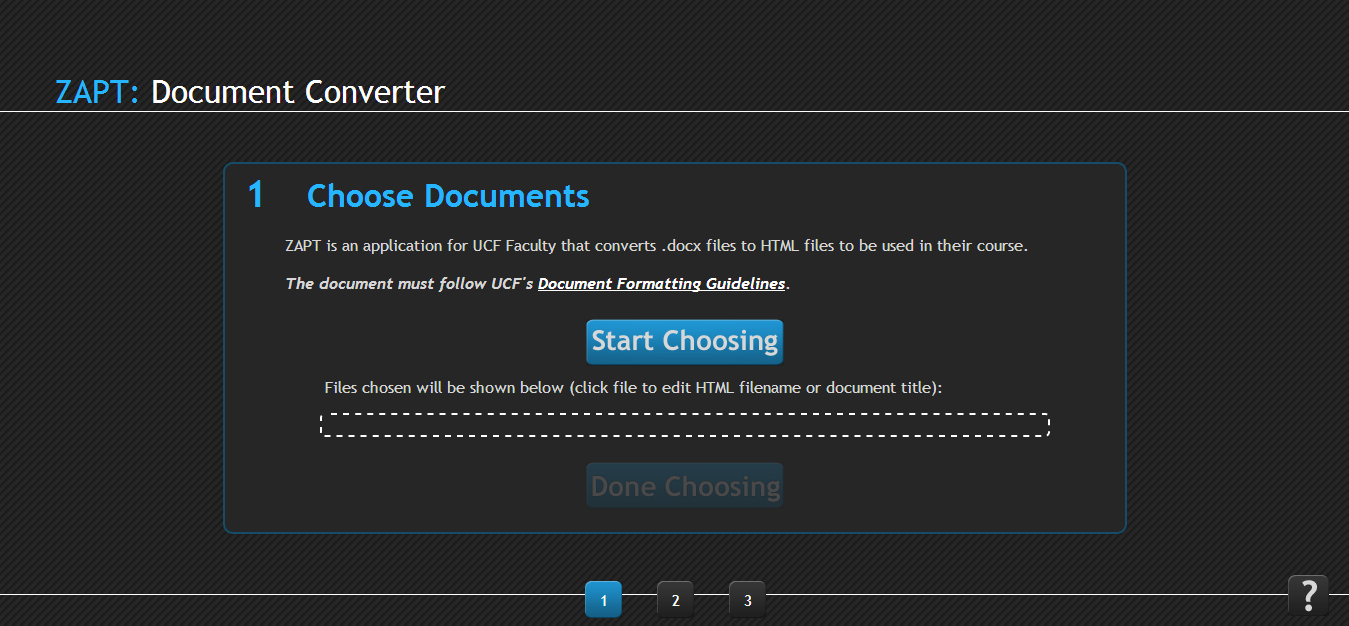 ZAPT: Document Converter
1 Choose Documents
ZAPT is an application for UCF Faculty that converts .docx files to HTML files to be used in their course.
The document must follow UCF's Document Formatting Guidelines.
Start Choosing
Files chosen will be shown below (click file to edit HTML filename or document title):
Done Choosing
1 2 3 ?